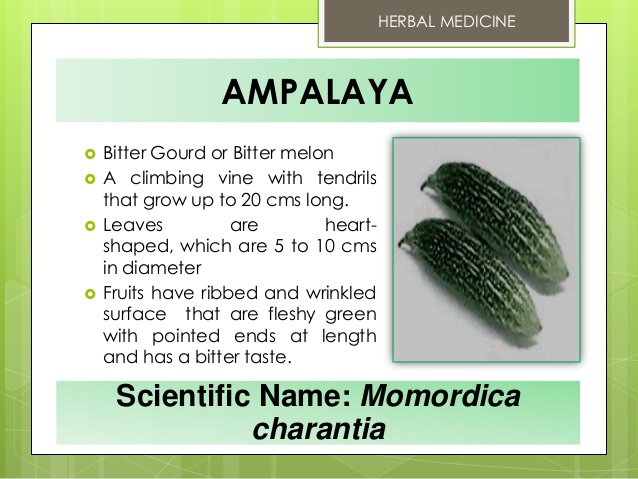 HERBAL MEDICINE
AMPALAYA
Bitter Gourd or Bitter melon
A climbing vine with tendrils
that grow up to 20 cms long.
Leaves are heart-
shaped, which are 5 to 10 cms
in diameter
Fruits have ribbed and wrinkled
surface that are fleshy green
with pointed ends at length
and has a bitter taste.
Scientific Name: Momordica
charantia